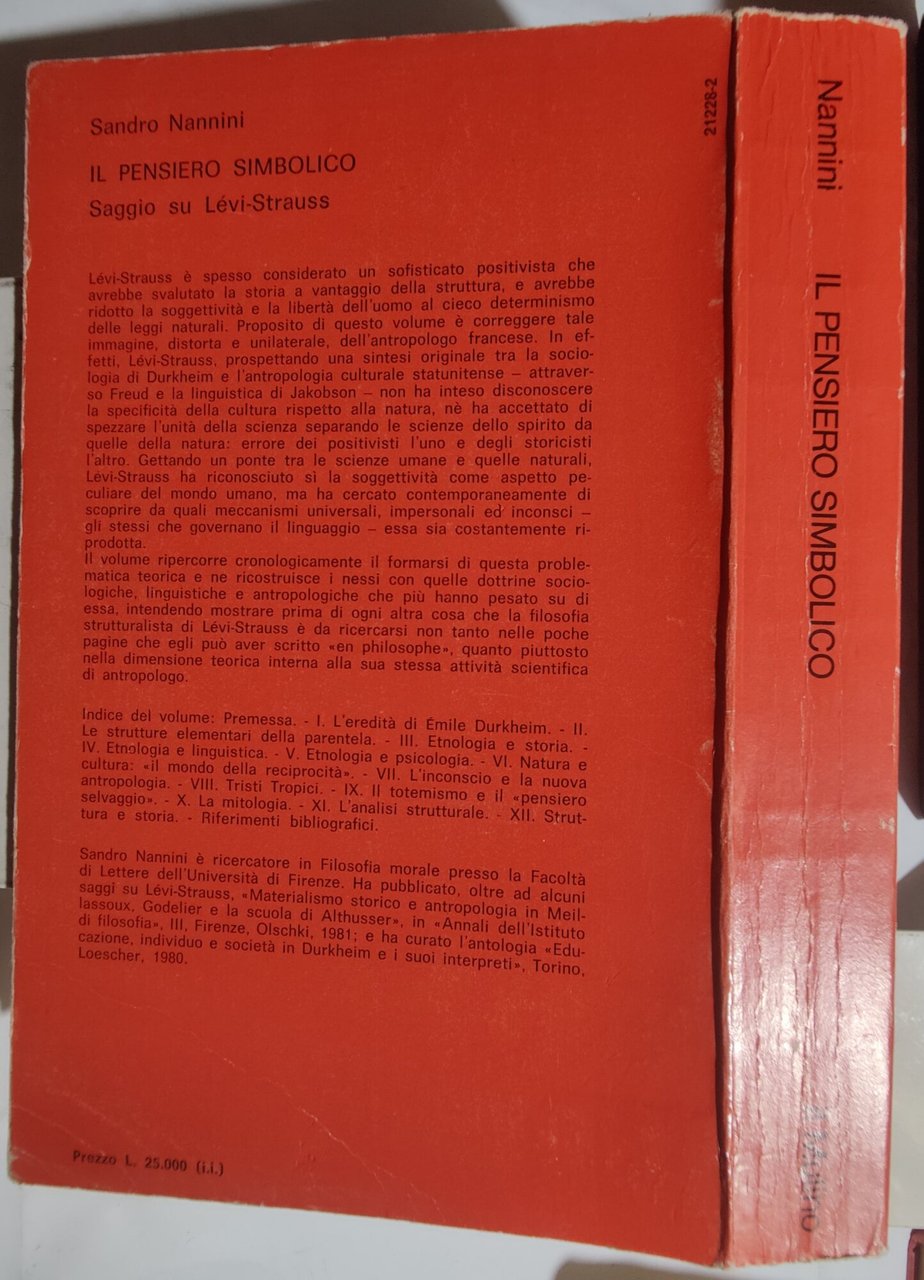 Sandro Nannini
IL PENSIERO SIMBOLICO
Saggio su Lévi-Strauss
Lévi-Strauss è spesso considerato un sofisticato positivista che
avrebbe svalutato la storia a vantaggio della struttura, e avrebbe
ridotto la soggettività e la libertà dell'uomo al cieco determinismo
delle leggi naturali. Proposito di questo volume è correggere tale
immagine, distorta e unilaterale, dell'antropologo francese. In ef-
fetti, Lévi-Strauss, prospettando una sintesi originale tra la socio-
logia di Durkheim e l'antropologia culturale statunitense – attraver-
so Freud e la linguistica di Jakobson – non ha inteso disconoscere
la specificità della cultura rispetto alla natura, nè ha accettato di
spezzare l'unità della scienza separando le scienze dello spirito da
quelle della natura: errore dei positivisti l'uno e degli storicisti
l'altro. Gettando un ponte tra le scienze umane e quelle naturali,
Lévi-Strauss ha riconosciuto sì la soggettività come aspetto pe-
culiare del mondo umano, ma ha cercato contemporaneamente di
scoprire da quali meccanismi universali, impersonali ed inconsci –
gli stessi che governano il linguaggio – essa sia costantemente ri-
prodotta.
Il volume ripercorre cronologicamente il formarsi di questa proble-
matica teorica e ne ricostruisce i nessi con quelle dottrine socio-
logiche, linguistiche e antropologiche che più hanno pesato su di
essa, intendendo mostrare prima di ogni altra cosa che la filosofia
strutturalista di Lévi-Strauss è da ricercarsi non tanto nelle poche
pagine che egli può aver scritto «en philosophe», quanto piuttosto
nella dimensione teorica interna alla sua stessa attività scientifica
di antropologo.
Indice del volume: Premessa. - I. L'eredità di Émile Durkheim. - II.
Le strutture elementari della parentela. - III. Etnologia e storia. -
IV. Etnologia e linguistica. - V. Etnologia e psicologia. - VI. Natura e
cultura: «il mondo della reciprocità». - VII. L'inconscio e la nuova
antropologia. - VIII. Tristi Tropici. - IX. Il totemismo e il «pensiero
selvaggio». - X. La mitologia. - XI. L'analisi strutturale. - XII. Strut-
tura e storia. - Riferimenti bibliografici.
Sandro Nannini è ricercatore in Filosofia morale presso la Facoltà
di Lettere dell'Università di Firenze. Ha pubblicato, oltre ad alcuni
saggi su Lévi-Strauss, «Materialismo storico e antropologia in Meil-
lassoux, Godelier e la scuola di Althusser», in «Annali dell'Istituto
di filosofia», III, Firenze, Olschki, 1981; e ha curato l'antologia «Edu-
cazione, individuo e società in Durkheim e i suoi interpreti», Torino,
Loescher, 1980.
Prezzo L. 25.000 (i.i.)
21228-2
Nannini
IL PENSIERO SIMBOLICO
il Mulino